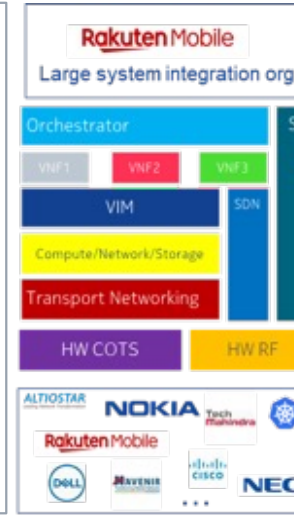 Rakuten Mobile
Large system integration org
Orchestrator
S
VNF1 VNF2 VNF3
VIM
SDN
Compute/Network/Storage
Transport Networking
HW COTS
HW RF
ALTIOSTAR
NOKIA
Tech Mahindra
Rakuten Mobile
DELL
MAVENIR
CISCO
NEC
...